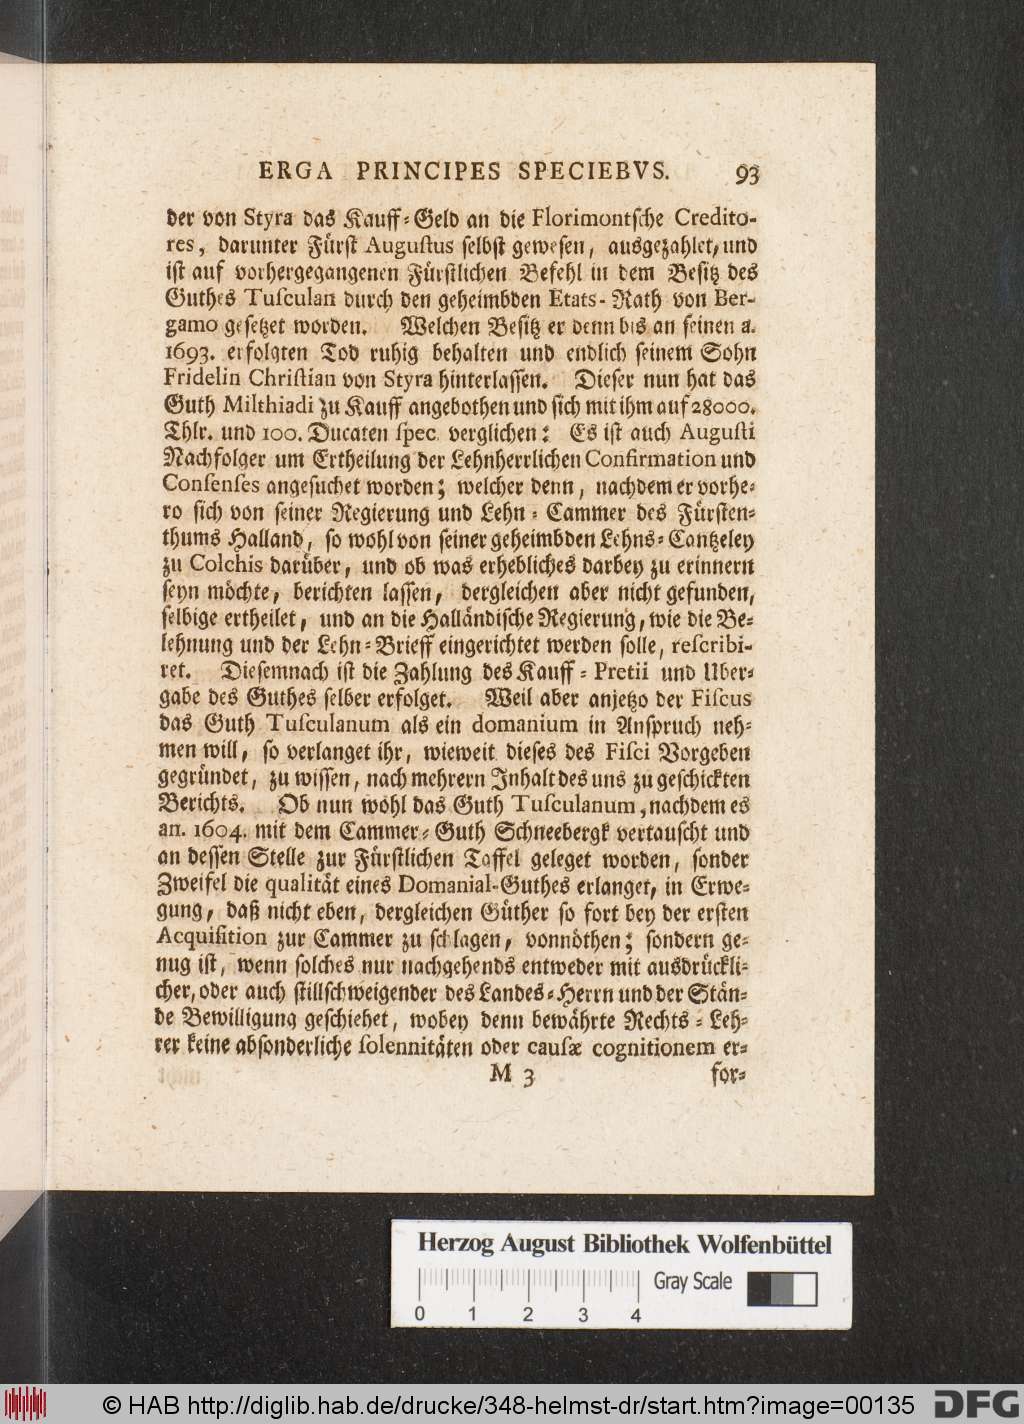 ERGA PRINCIPES SPECIEBVS. 93
der von Styra das Kauff-Geld an die Florimontſche Credito-
res, darunter Fürſt Auguſtus ſelbſt geweſen, ausgezahlet, und
iſt auf vorhergegangenen Fürſtlichen Befehl in dem Beſitz des
Guthes Tuſculan durch den geheimbden Etats-Rath von Ber-
gamo geſetzet worden. Welchen Beſitz er denn bis an ſeinen a.
1693. erfolgten Tod ruhig behalten und endlich ſeinem Sohn
Fridelin Chriſtian von Styra hinterlaſſen. Dieſer nun hat das
Guth Milthiadi zu Kauff angebothen und ſich mit ihm auf 28000.
Thlr. und 100. Ducaten ſpec. verglichen: Es iſt auch Auguſti
Nachfolger um Ertheilung der Lehnherrlichen Confirmation und
Conſenſes angeſuchet worden; welcher denn, nachdem er vorhe-
ro ſich von ſeiner Regierung und Lehn-Cammer des Fürſten-
thums Halland, ſo wohl von ſeiner geheimbden Lehns-Cantzeley
zu Colchis darüber, und ob was erhebliches darbey zu erinnern
ſeyn möchte, berichten laſſen, dergleichen aber nicht gefunden,
ſelbige ertheilet, und an die Halländiſche Regierung, wie die Be-
lehnung und der Lehn-Brieff eingerichtet werden ſolle, reſcribi-
ret. Dieſemnach iſt die Zahlung des Kauff-Pretii und Uber-
gabe des Guthes ſelber erfolget. Weil aber anjetzo der Fiſcus
das Guth Tuſculanum als ein domanium in Anſpruch neh-
men will, ſo verlanget ihr, wieweit dieſes des Fiſci Vorgeben
gegründet, zu wiſſen, nach mehrern Inhalt des uns zu geſchickten
Berichts. Ob nun wohl das Guth Tuſculanum, nachdem es
an. 1604. mit dem Cammer-Guth Schneebergk vertauſcht und
an deſſen Stelle zur Fürſtlichen Taffel geleget worden, ſonder
Zweifel die qualität eines Domanial-Guthes erlanget, in Erwe-
gung, daß nicht eben, dergleichen Güther ſo fort bey der erſten
Acquiſition zur Cammer zu ſchlagen, vonnöthen; ſondern ge-
nug iſt, wenn ſolches nur nachgehends entweder mit ausdrückli-
cher, oder auch ſtillſchweigender des Landes-Herrn und der Stän-
de Bewilligung geſchiehet, wobey denn bewährte Rechts-Leh-
rer keine abſonderliche ſolennitäten oder cauſæ cognitionem er-
M 3 for-
Herzog August Bibliothek Wolfenbüttel
Gray Scale
0 1 2 3 4
© HAB http://diglib.hab.de/drucke/348-helmst-dr/start.htm?image=00135
DFG